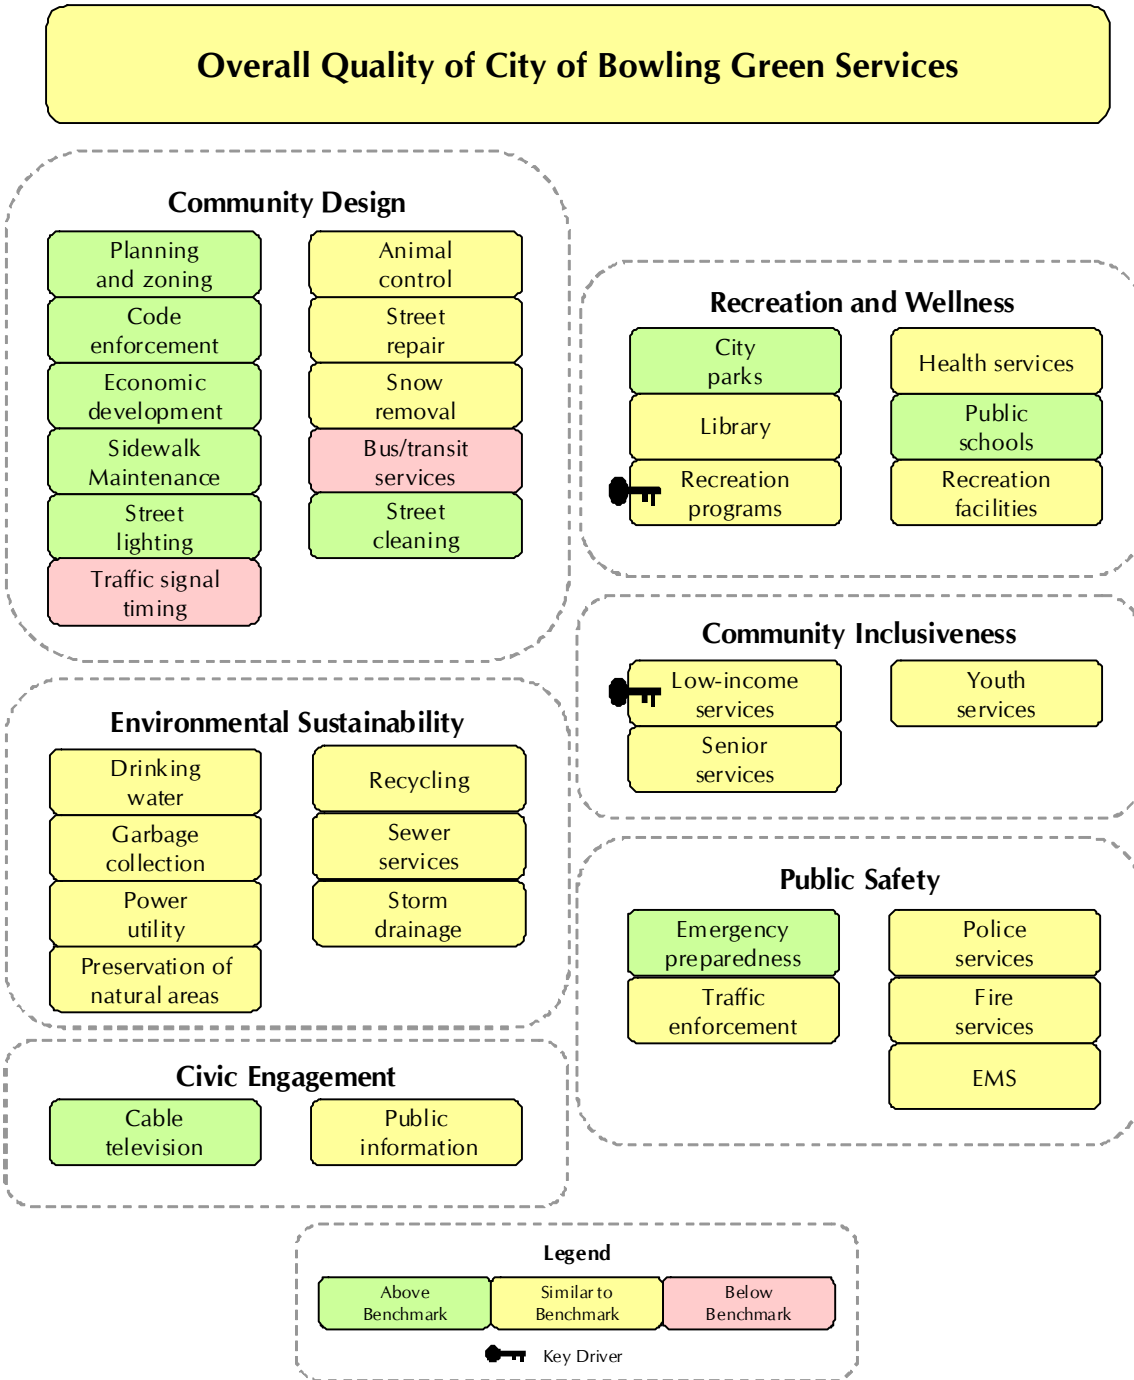 Overall Quality of City of Bowling Green Services
Community Design
Planning
and zoning
Code
enforcement
Economic
development
Sidewalk
Maintenance
Street
lighting
Traffic signal
timing
Animal
control
Street
repair
Snow
removal
Bus/transit
services
Street
cleaning
Recreation and Wellness
City
parks
Library
Recreation
programs
Health services
Public
schools
Recreation
facilities
Community Inclusiveness
Low-income
services
Senior
services
Youth
services
Environmental Sustainability
Drinking
water
Garbage
collection
Power
utility
Preservation of
natural areas
Recycling
Sewer
services
Storm
drainage
Public Safety
Emergency
preparedness
Traffic
enforcement
Police
services
Fire
services
EMS
Civic Engagement
Cable
television
Public
information
Legend
Above
Benchmark
Similar to
Benchmark
Below
Benchmark
Key Driver